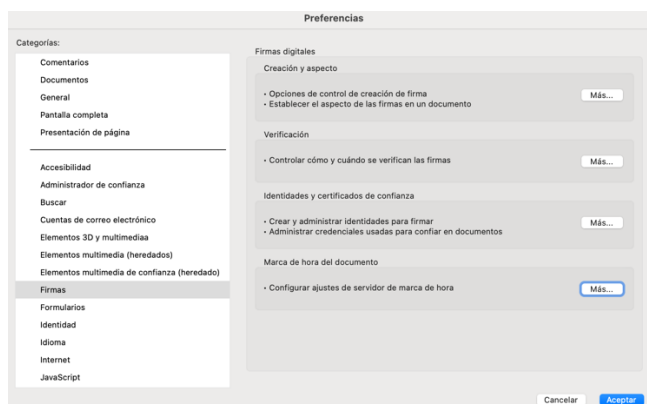 Preferencias
Categorías:
Comentarios
Documentos
General
Pantalla completa
Presentación de página
Accesibilidad
Administrador de confianza
Buscar
Cuentas de correo electrónico
Elementos 3D y multimediaa
Elementos multimedia (heredados)
Elementos multimedia de confianza (heredado)
Firmas
Formularios
Identidad
Idioma
Internet
JavaScript
Firmas digitales
Creación y aspecto
• Opciones de control de creación de firma
• Establecer el aspecto de las firmas en un documento
Más...
Verificación
• Controlar cómo y cuándo se verifican las firmas
Más...
Identidades y certificados de confianza
• Crear y administrar identidades para firmar
• Administrar credenciales usadas para confiar en documentos
Más...
Marca de hora del documento
• Configurar ajustes de servidor de marca de hora
Más...
Cancelar
Aceptar